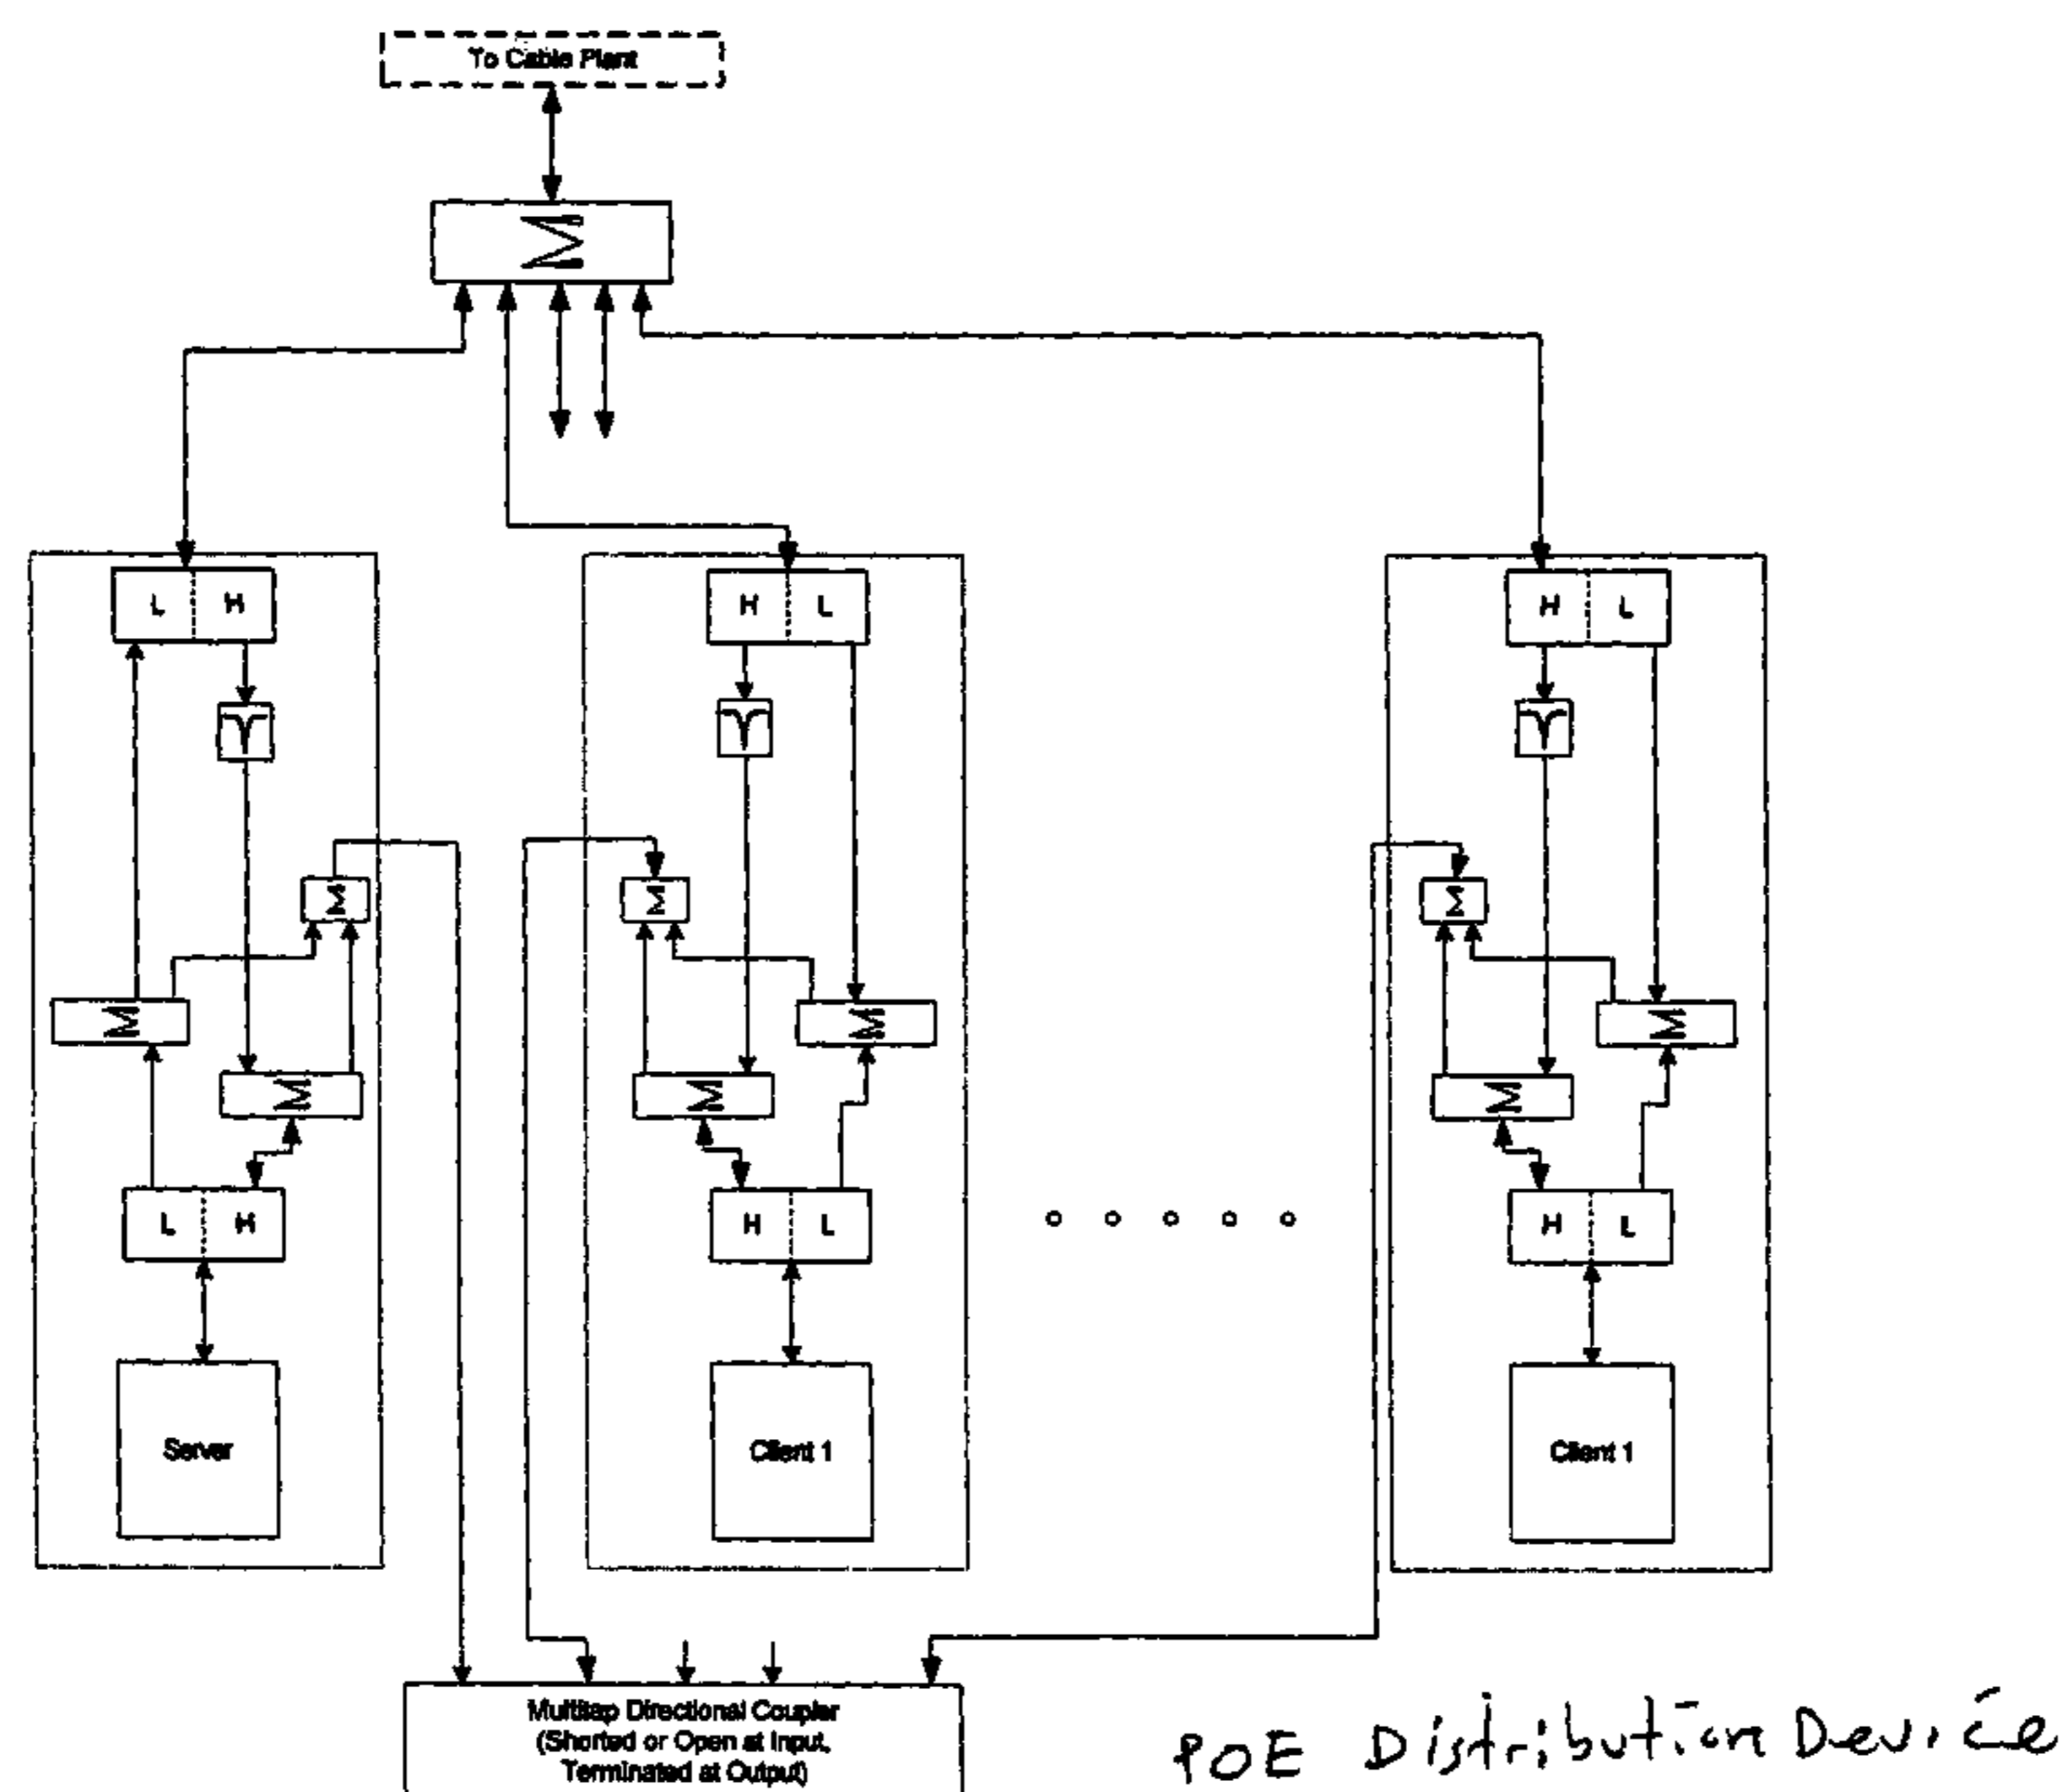 To Cable Plant
Σ
L H
H L
H L
Σ
Σ
Σ
Σ
Σ
Σ
Σ
Σ
Σ
L H
H L
H L
Server
Client 1
Client 1
Multitap Directional Coupler
(Shorted or Open at Input,
Terminated at Output)
POE Distribution Device